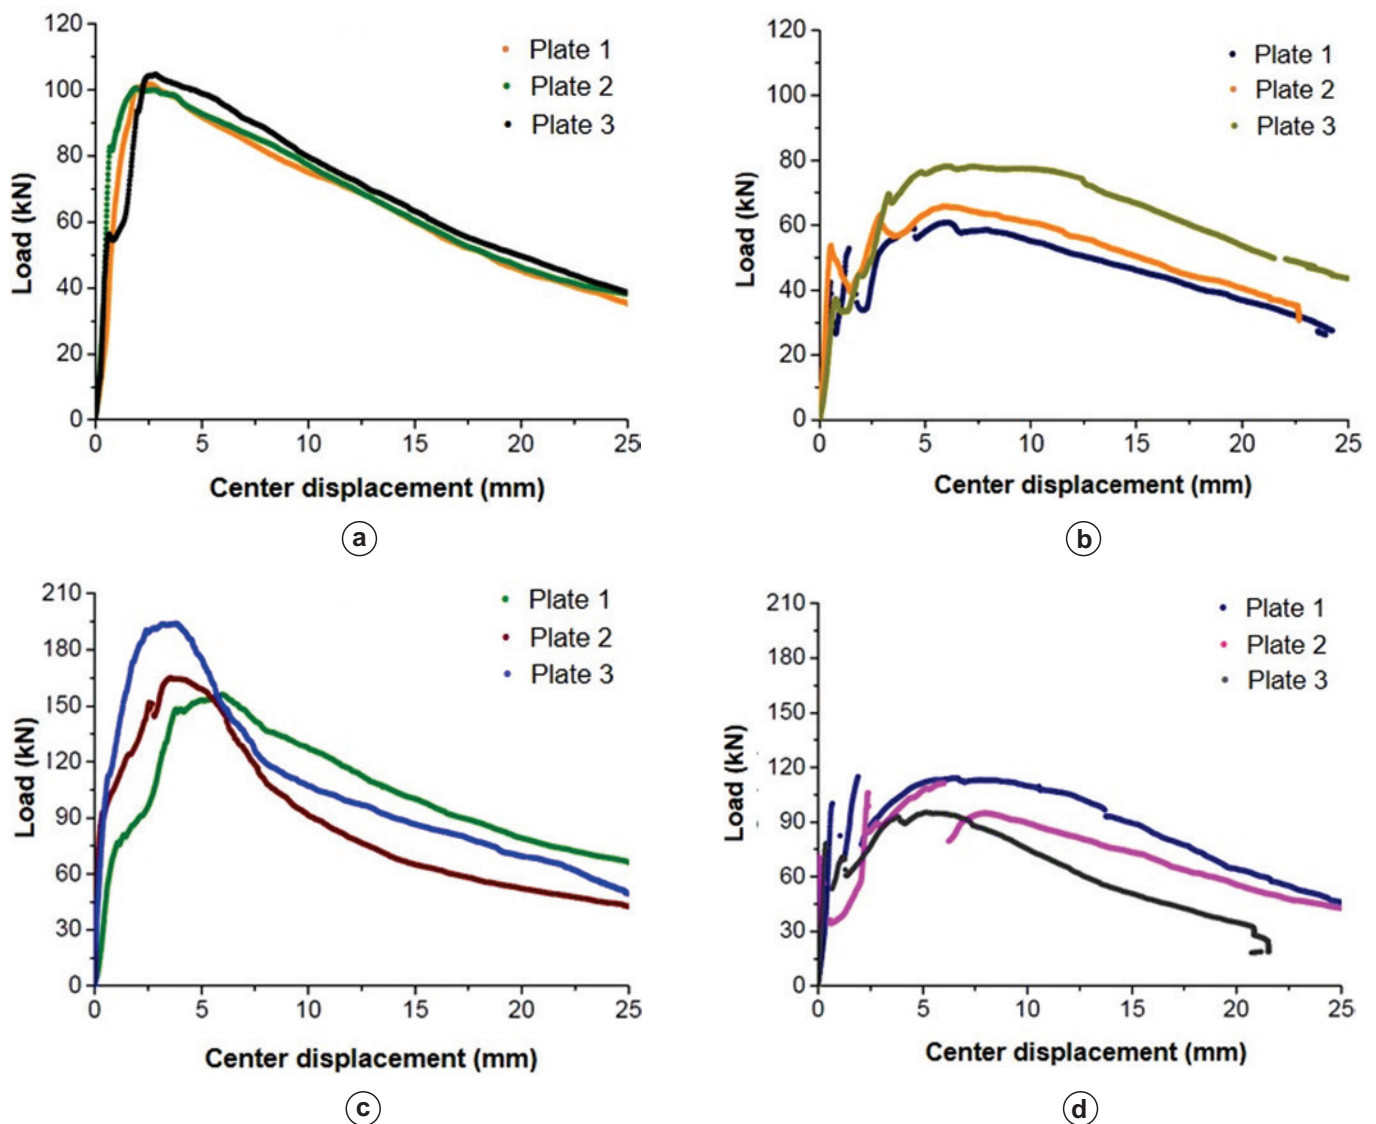 120
100
80
60
40
20
0
Load (kN)
Plate 1
Plate 2
Plate 3
0 5 10 15 20 25
Center displacement (mm)
a
120
100
80
60
40
20
0
Load (kN)
Plate 1
Plate 2
Plate 3
0 5 10 15 20 25
Center displacement (mm)
b
210
180
150
120
90
60
30
0
Load (kN)
Plate 1
Plate 2
Plate 3
0 5 10 15 20 25
Center displacement (mm)
c
210
180
150
120
90
60
30
0
Load (kN)
Plate 1
Plate 2
Plate 3
0 5 10 15 20 25
Center displacement (mm)
d